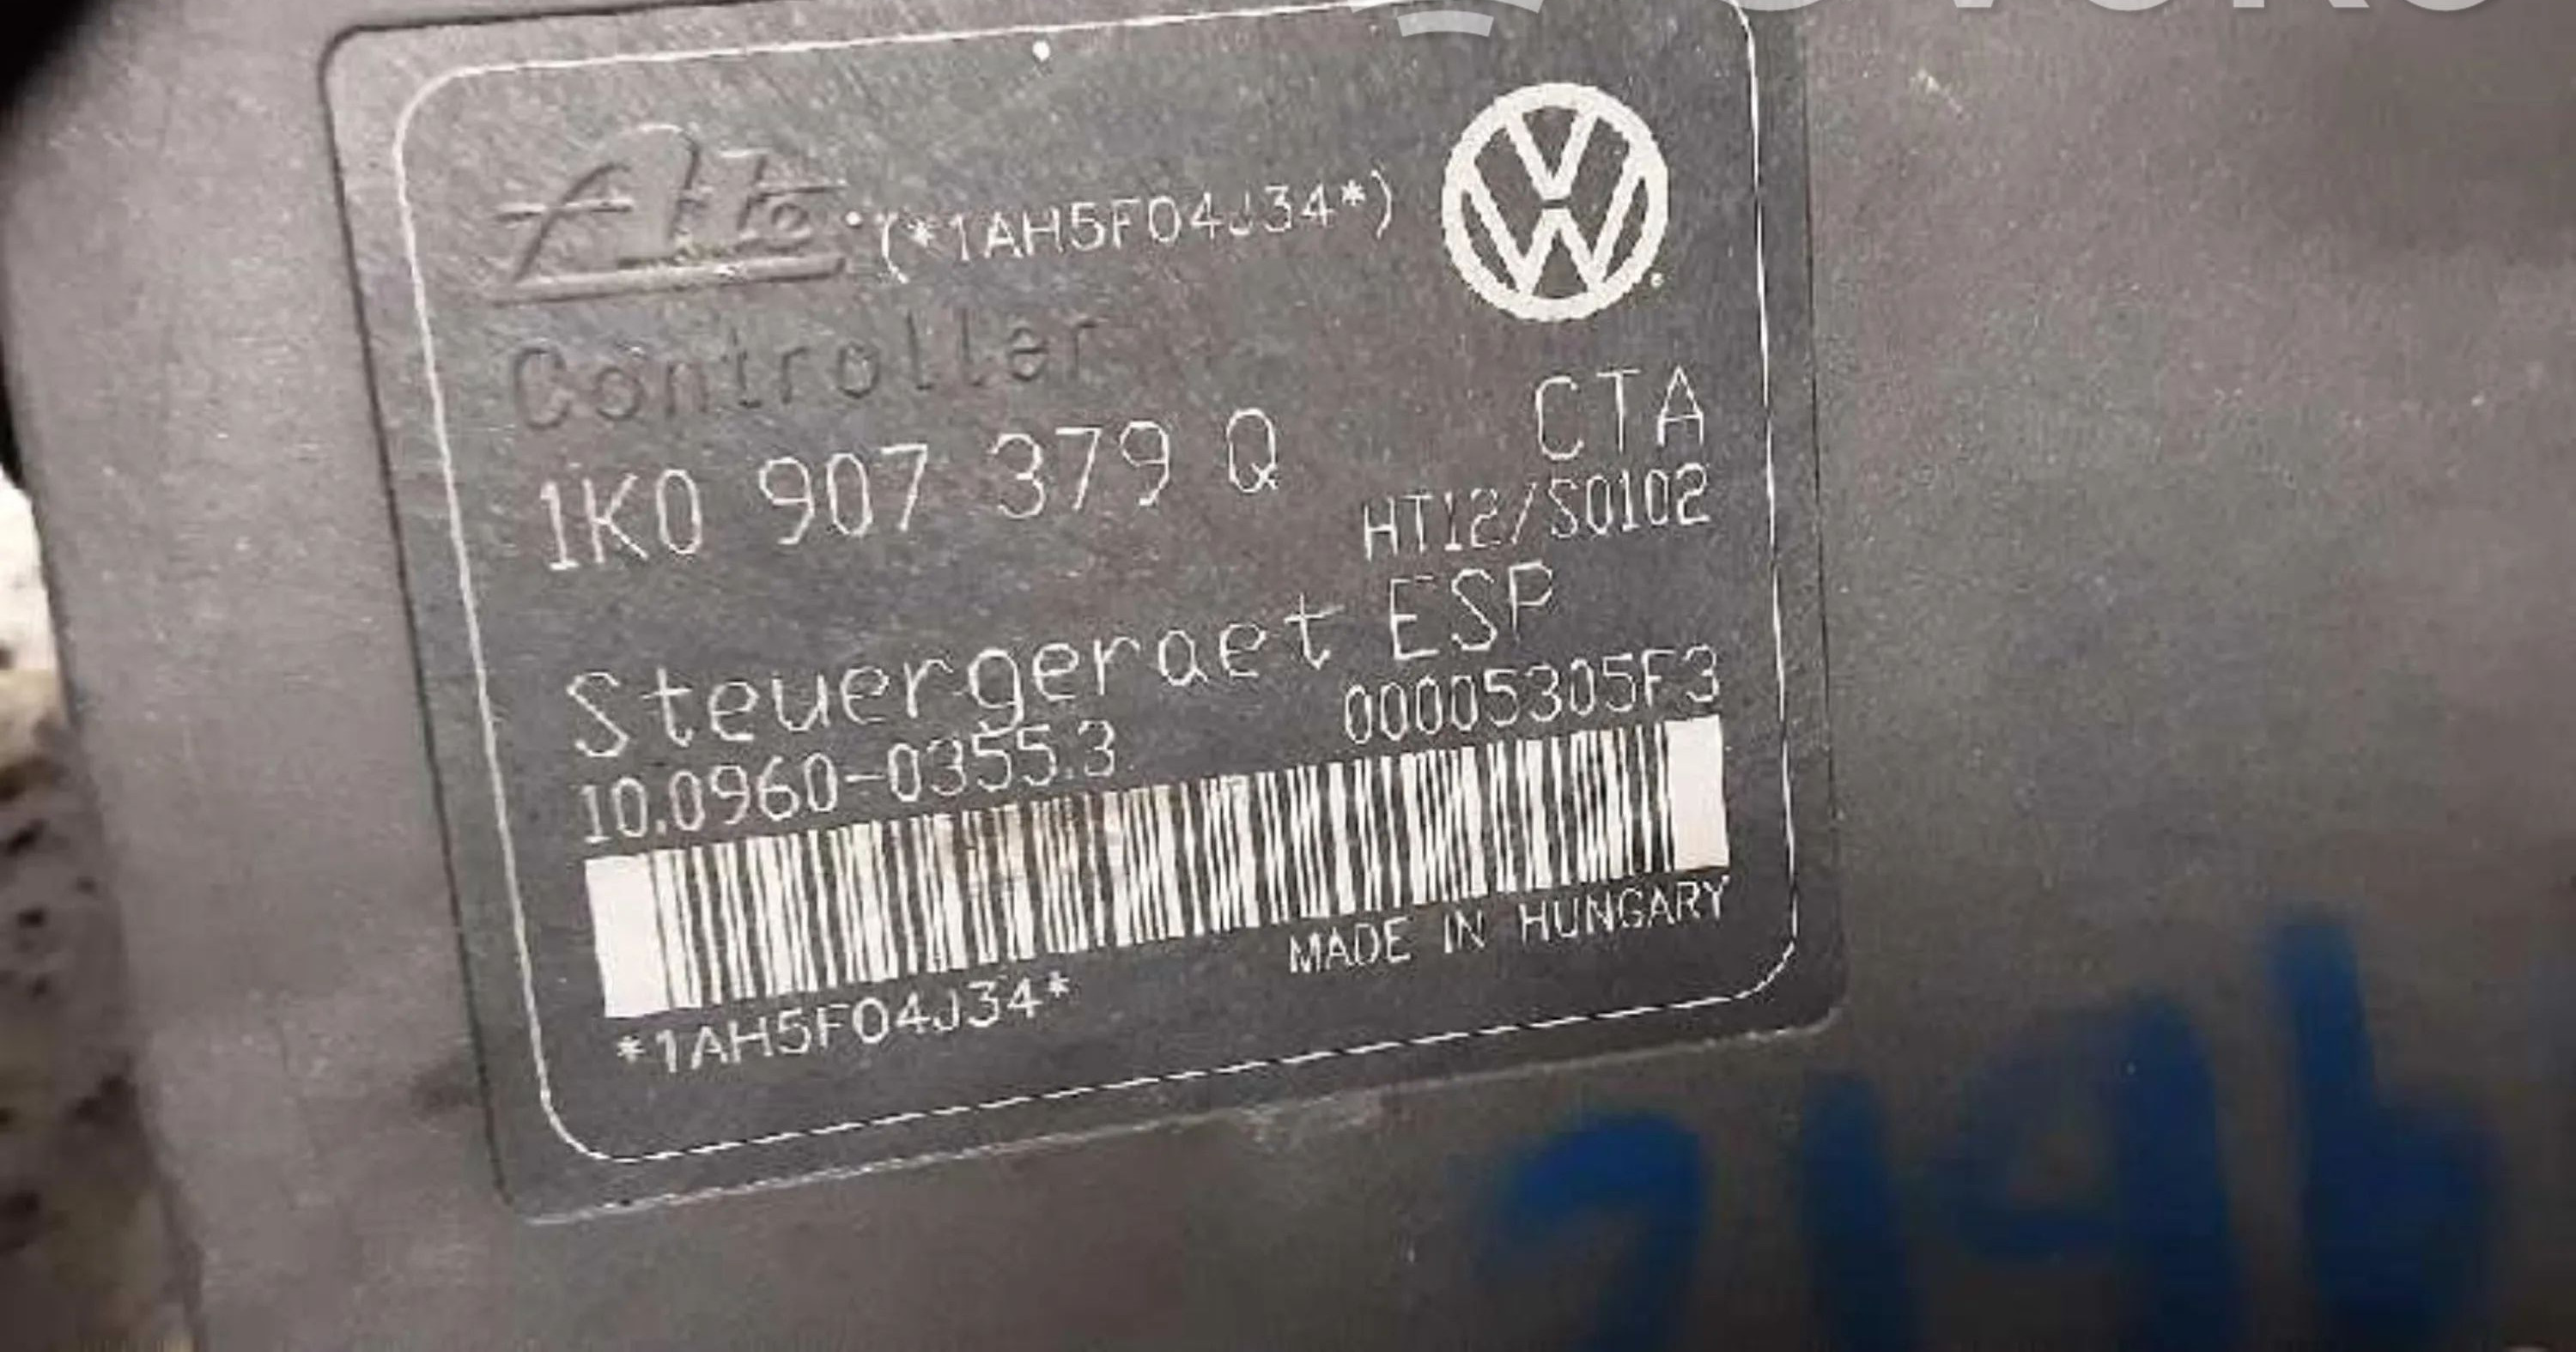 Ate (*1AH5F04J34*)
Controller
1K0 907 379 Q CTA
HT12/S0102
Steuergeraet ESP
10.0960-0355.3 00005305F3
MADE IN HUNGARY
*1AH5F04J34*